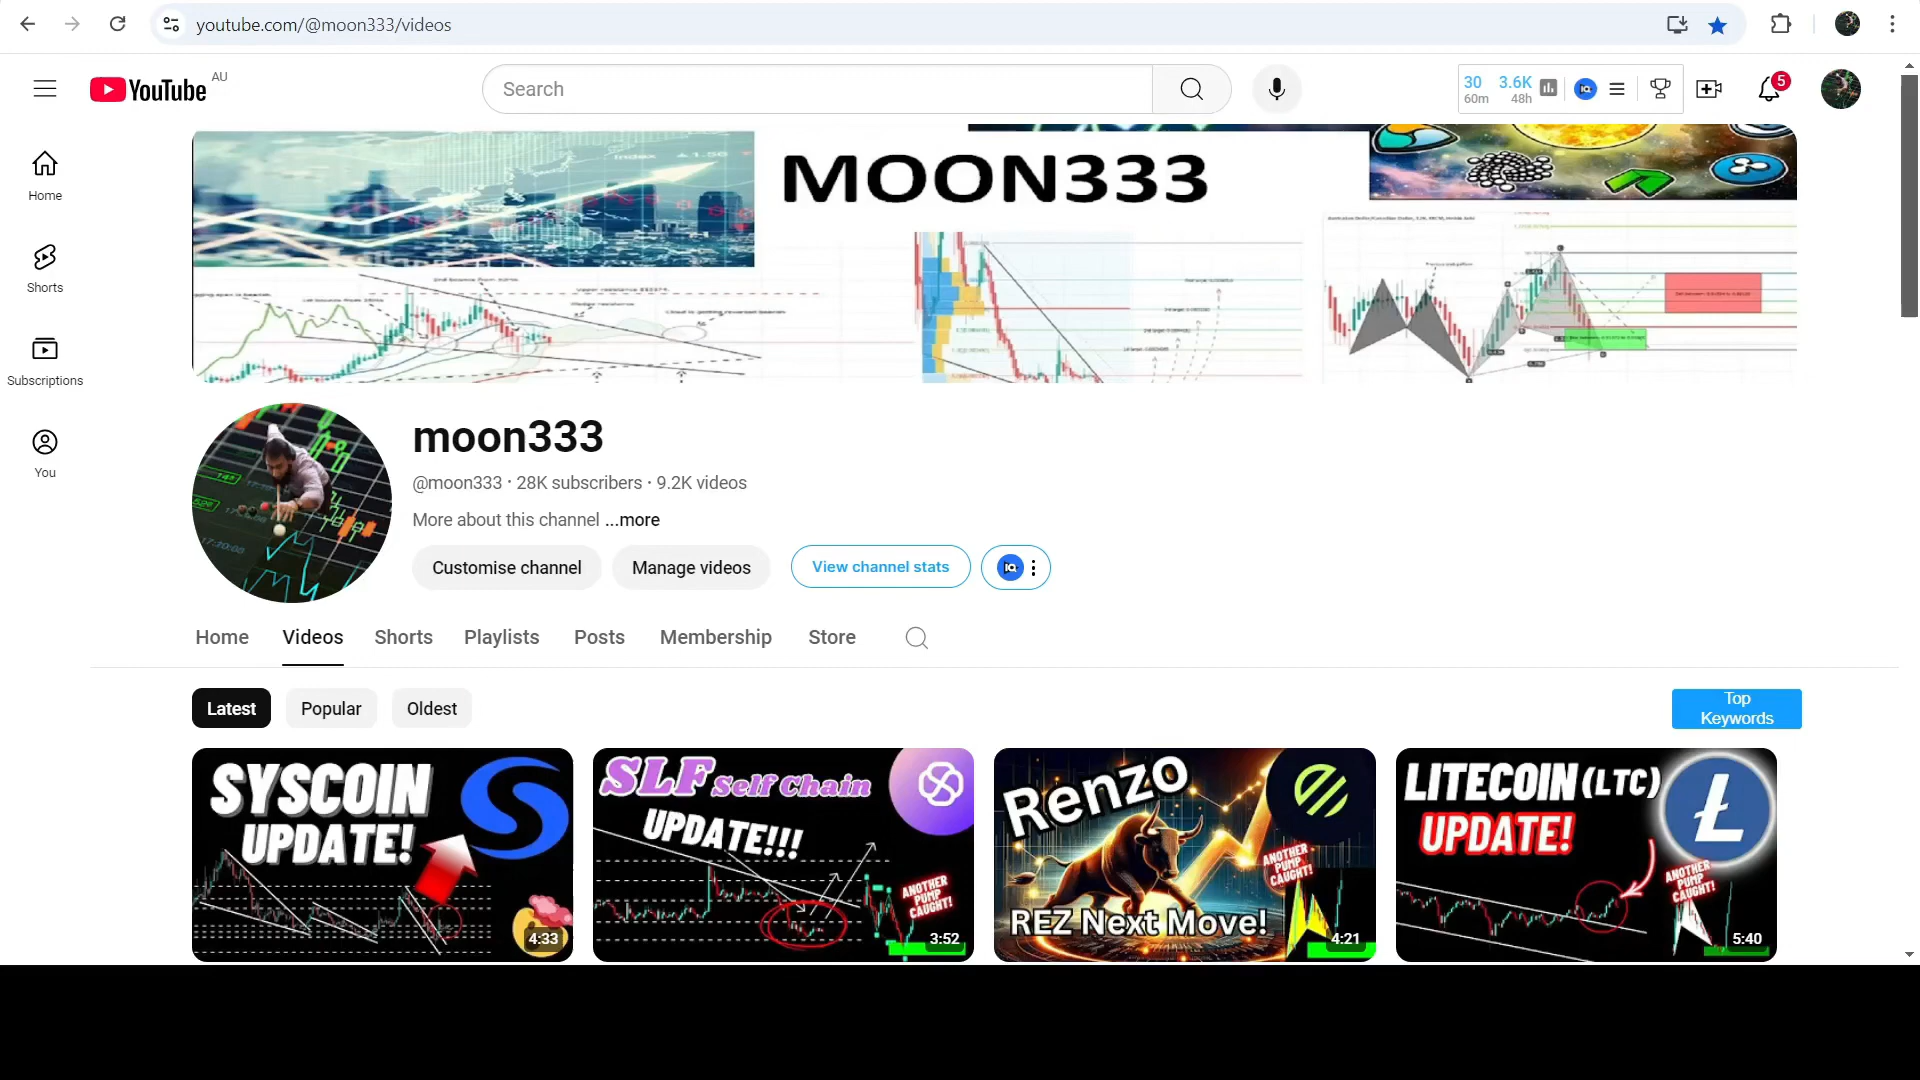 youtube.com/@moon333/videos
YouTube AU
Search
30 3.6K
60m 48h
5
Home
Shorts
Subscriptions
You
Index ▲1.56
MOON333
moon333
@moon333 · 28K subscribers · 9.2K videos
More about this channel ...more
Customise channel
Manage videos
View channel stats
Home
Videos
Shorts
Playlists
Posts
Membership
Store
Latest
Popular
Oldest
Top
Keywords
SYSCOIN
UPDATE!
4:33
SLF Self Chain
UPDATE!!!
ANOTHER
PUMP
CAUGHT!
3:52
Renzo
ANOTHER
PUMP
CAUGHT!
REZ Next Move!
4:21
LITECOIN (LTC)
UPDATE!
ANOTHER
PUMP
CAUGHT!
5:40